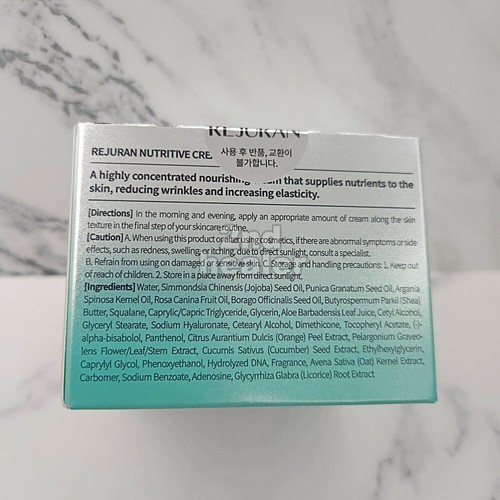 REJURAN
REJURAN NUTRITIVE CRE
사용 후 반품, 교환이
불가합니다.
A highly concentrated nourishing cream that supplies nutrients to the
skin, reducing wrinkles and increasing elasticity.
[Directions] In the morning and evening, apply an appropriate amount of cream along the skin
texture in the final step of your skincare routine.
[Caution] A. When using this product or after using cosmetics, if there are abnormal symptoms or side
effects, such as redness, swelling or itching, due to direct sunlight, consult a specialist.
B. Refrain from using on damaged or sensitive skin. C. Storage and handling precautions: 1. Keep out
of reach of children. 2. Store in a place away from direct sunlight.
[Ingredients] Water, Simmondsia Chinensis (Jojoba) Seed Oil, Punica Granatum Seed Oil, Argania
Spinosa Kernel Oil, Rosa Canina Fruit Oil, Borago Officinalis Seed Oil, Butyrospermum Parkii (Shea)
Butter, Squalane, Caprylic/Capric Triglyceride, Glycerin, Aloe Barbadensis Leaf Juice, Cetyl Alcohol,
Glyceryl Stearate, Sodium Hyaluronate, Cetearyl Alcohol, Dimethicone, Tocopheryl Acetate, (-)-
alpha-bisabolol, Panthenol, Citrus Aurantium Dulcis (Orange) Peel Extract, Pelargonium Graveo-
lens Flower/Leaf/Stem Extract, Cucumis Sativus (Cucumber) Seed Extract, Ethylhexylglycerin,
Caprylyl Glycol, Phenoxyethanol, Hydrolyzed DNA, Fragrance, Avena Sativa (Oat) Kernel Extract,
Carbomer, Sodium Benzoate, Adenosine, Glycyrrhiza Glabra (Licorice) Root Extract